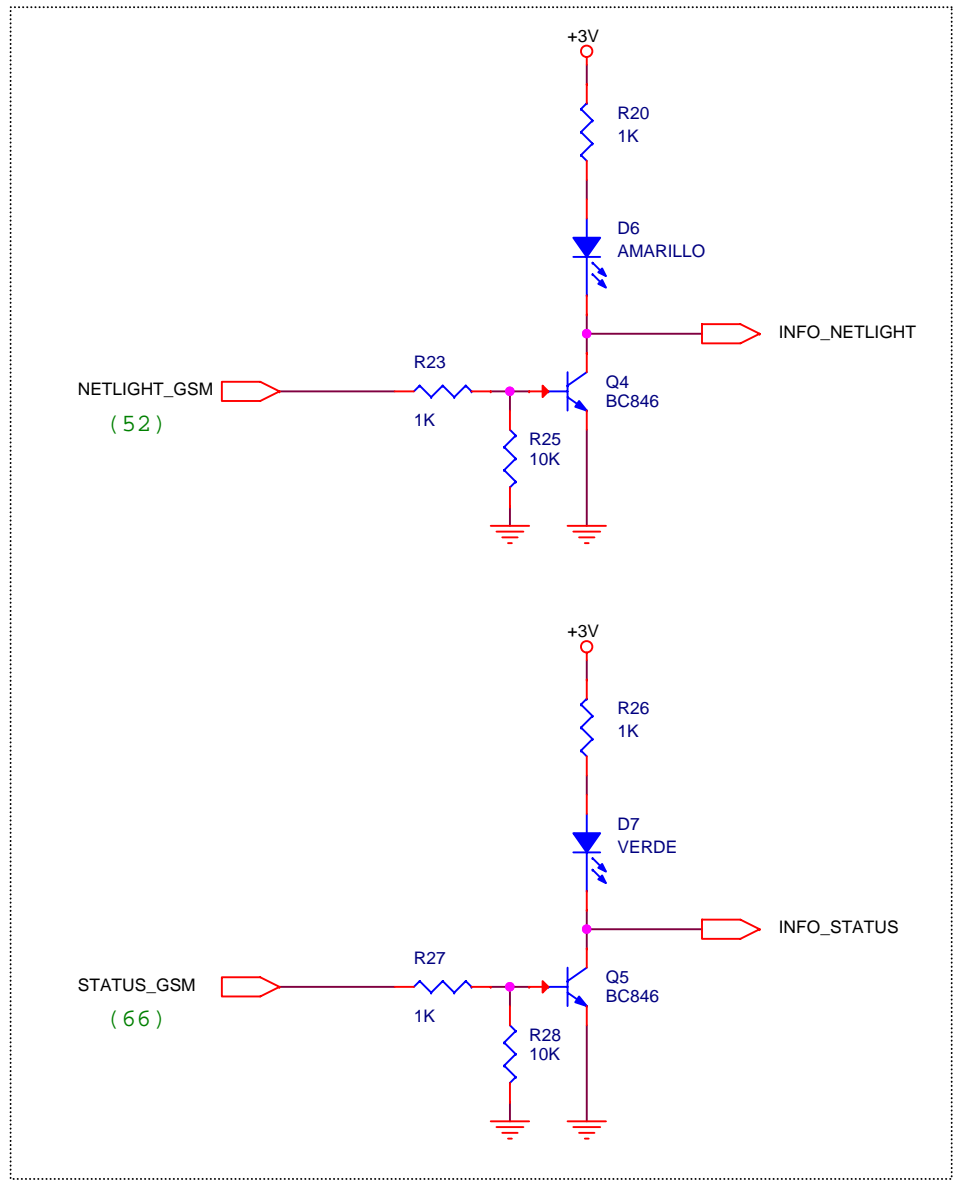 +3V
R20
1K
D6
AMARILLO
INFO_NETLIGHT
R23
NETLIGHT_GSM
(52)
1K
Q4
BC846
R25
10K
+3V
R26
1K
D7
VERDE
INFO_STATUS
R27
STATUS_GSM
(66)
1K
Q5
BC846
R28
10K